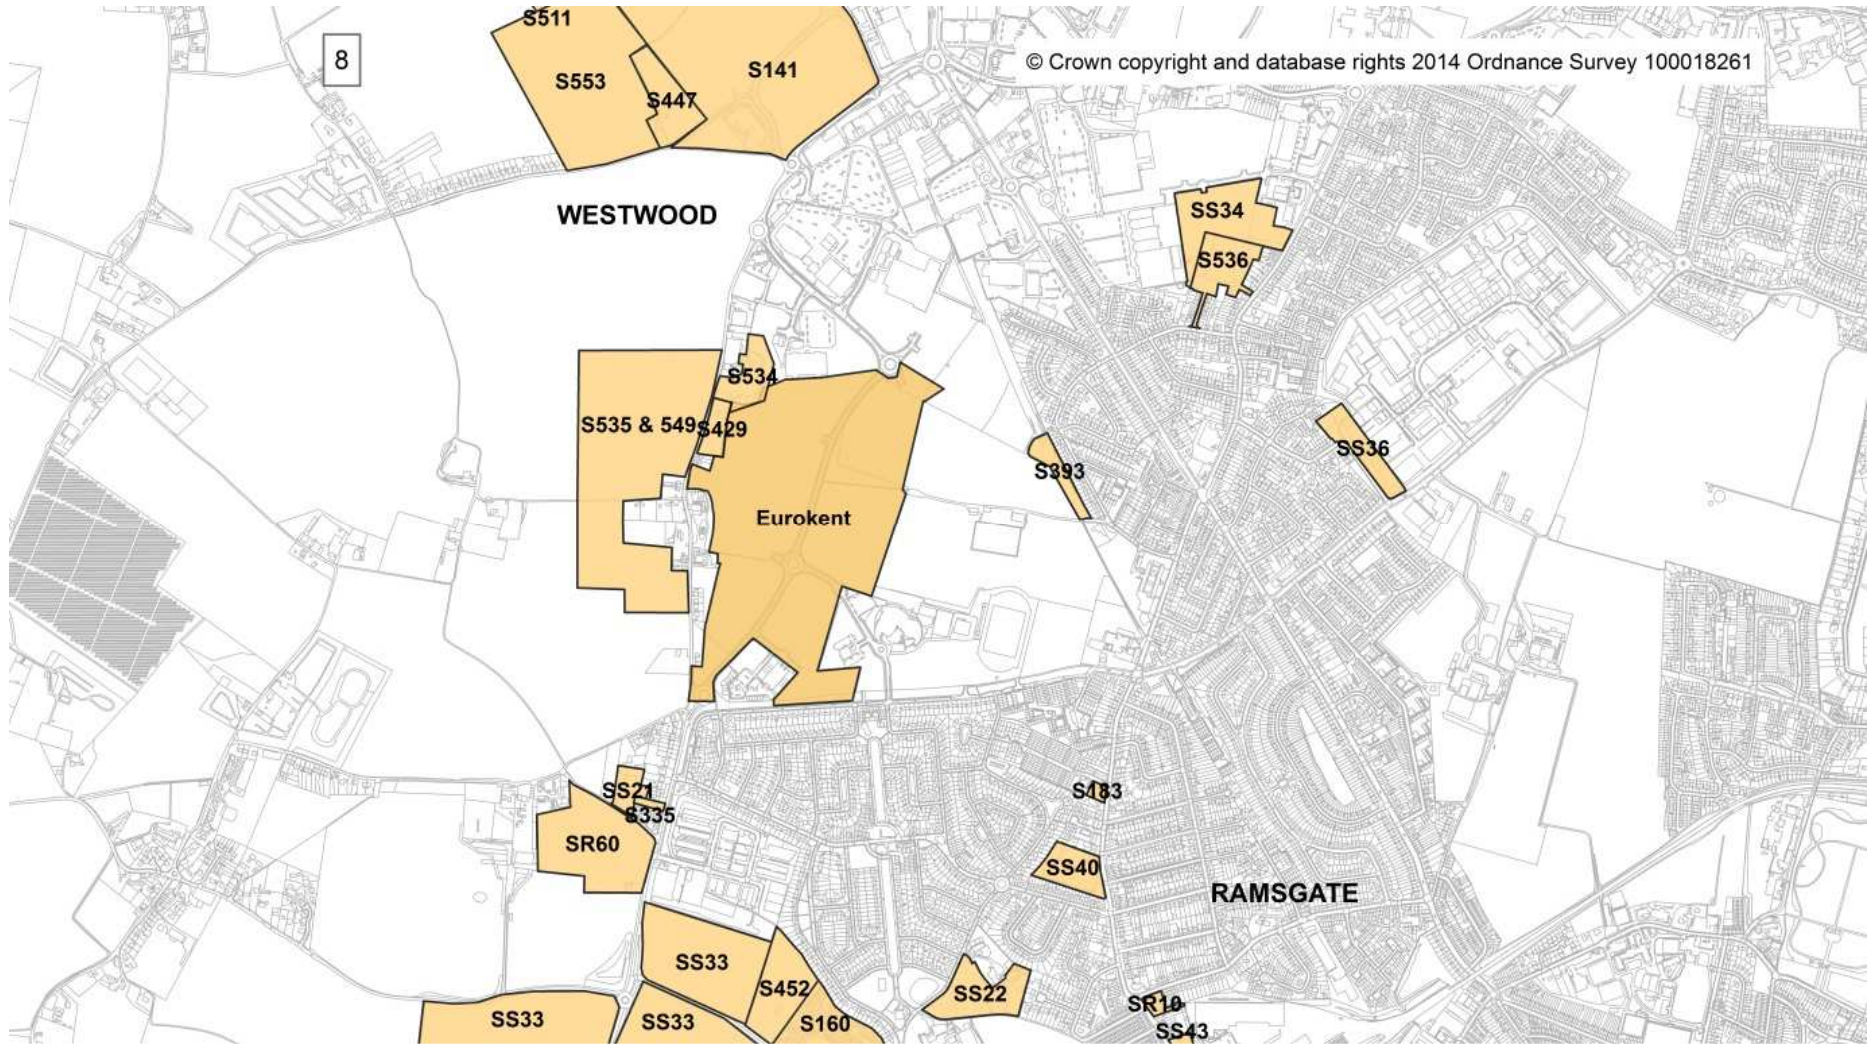 S511
8
© Crown copyright and database rights 2014 Ordnance Survey 100018261
S141
S553
S447
WESTWOOD
SS34
S536
S534
S535 & 549
S429
SS36
S393
Eurokent
SS21
S183
S335
SR60
SS40
RAMSGATE
SS33
S452
SS22
SR10
SS33
SS33
S160
SS43